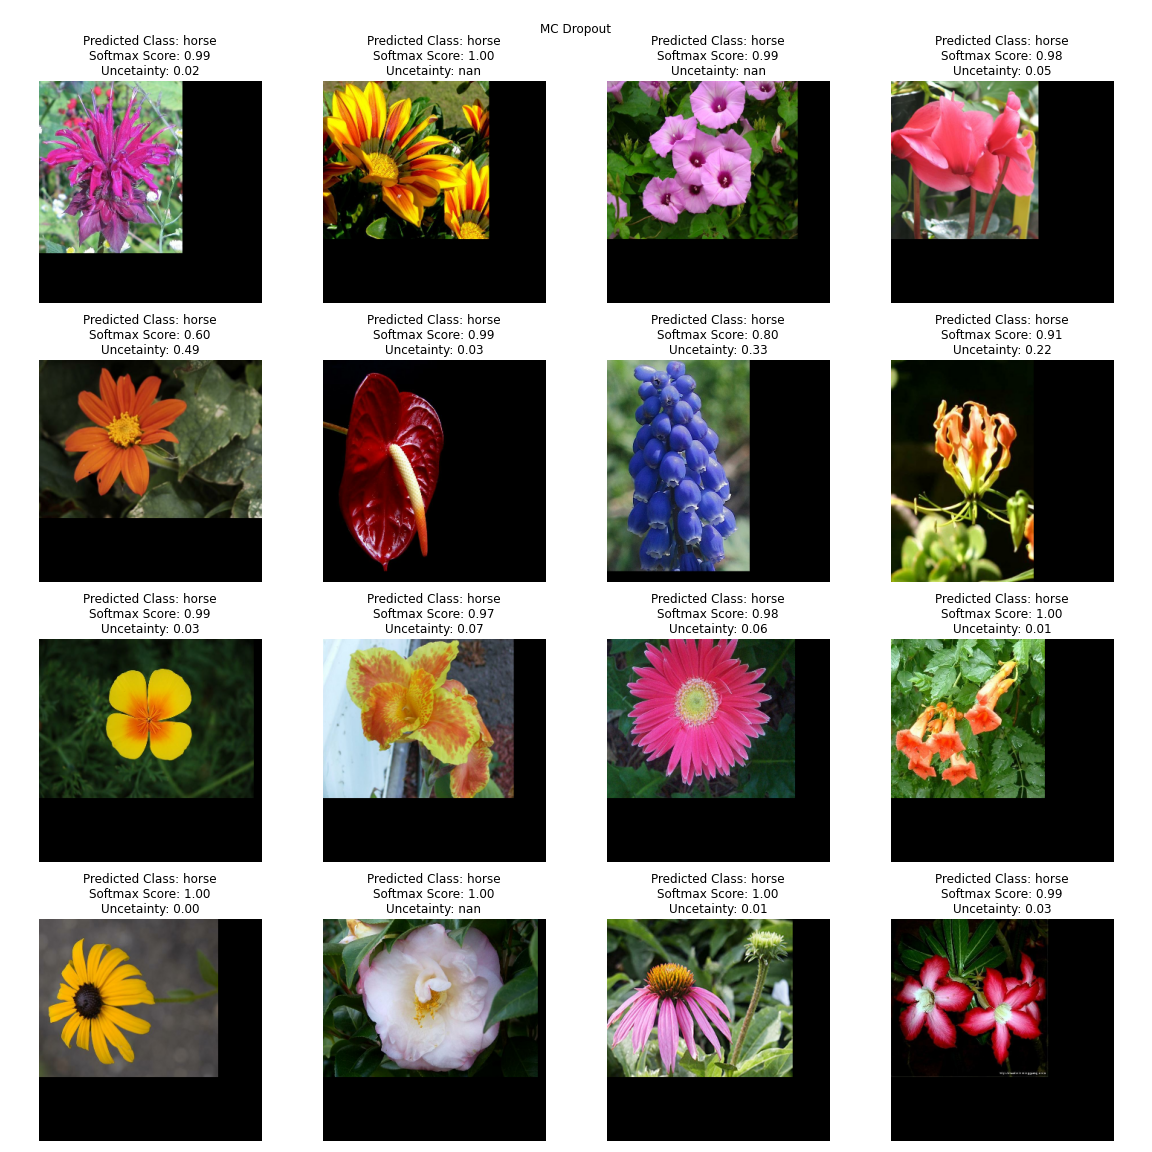 MC Dropout
Predicted Class: horse
Softmax Score: 0.99
Uncetainty: 0.02
Predicted Class: horse
Softmax Score: 1.00
Uncetainty: nan
Predicted Class: horse
Softmax Score: 0.99
Uncetainty: nan
Predicted Class: horse
Softmax Score: 0.98
Uncetainty: 0.05
Predicted Class: horse
Softmax Score: 0.60
Uncetainty: 0.49
Predicted Class: horse
Softmax Score: 0.99
Uncetainty: 0.03
Predicted Class: horse
Softmax Score: 0.80
Uncetainty: 0.33
Predicted Class: horse
Softmax Score: 0.91
Uncetainty: 0.22
Predicted Class: horse
Softmax Score: 0.99
Uncetainty: 0.03
Predicted Class: horse
Softmax Score: 0.97
Uncetainty: 0.07
Predicted Class: horse
Softmax Score: 0.98
Uncetainty: 0.06
Predicted Class: horse
Softmax Score: 1.00
Uncetainty: 0.01
Predicted Class: horse
Softmax Score: 1.00
Uncetainty: 0.00
Predicted Class: horse
Softmax Score: 1.00
Uncetainty: nan
Predicted Class: horse
Softmax Score: 1.00
Uncetainty: 0.01
Predicted Class: horse
Softmax Score: 0.99
Uncetainty: 0.03